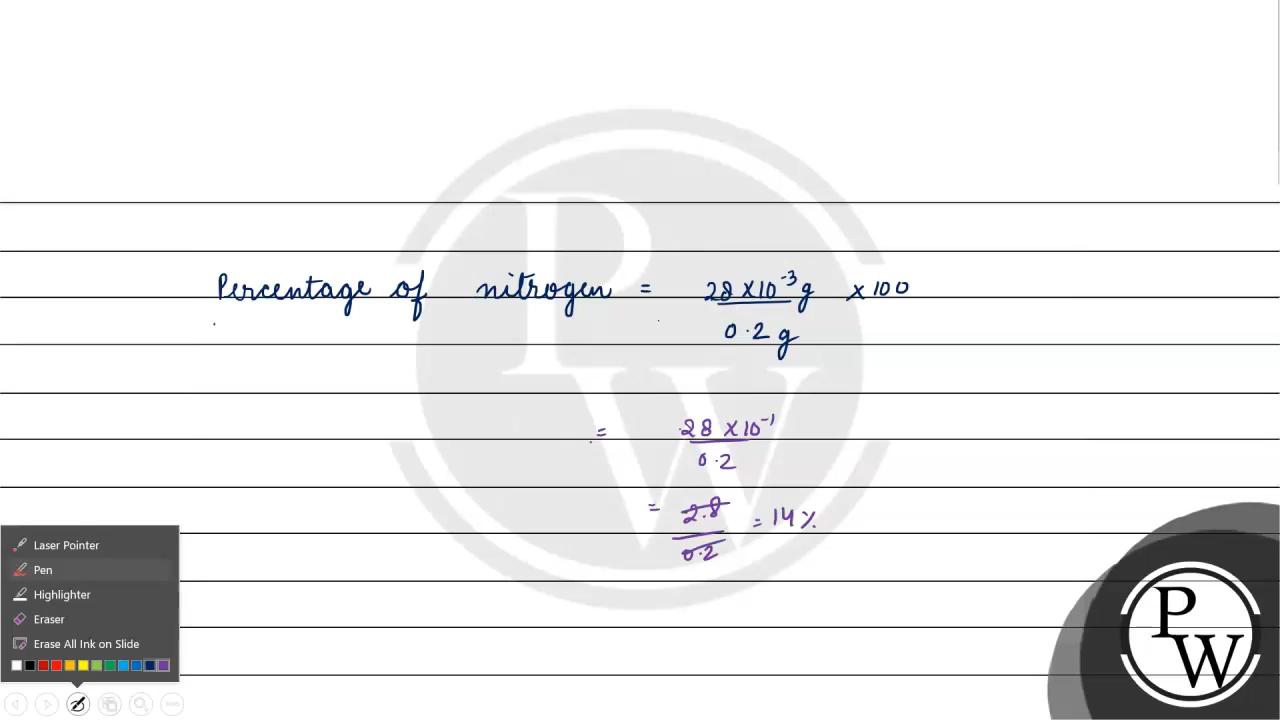 Percentage of nitrogen = 28 × 10⁻³ g / 0.2 g × 100
= 28 × 10⁻¹ / 0.2
= 2.8 / 0.2 = 14 %
Laser Pointer
Pen
Highlighter
Eraser
Erase All Ink on Slide
P
W
P
W